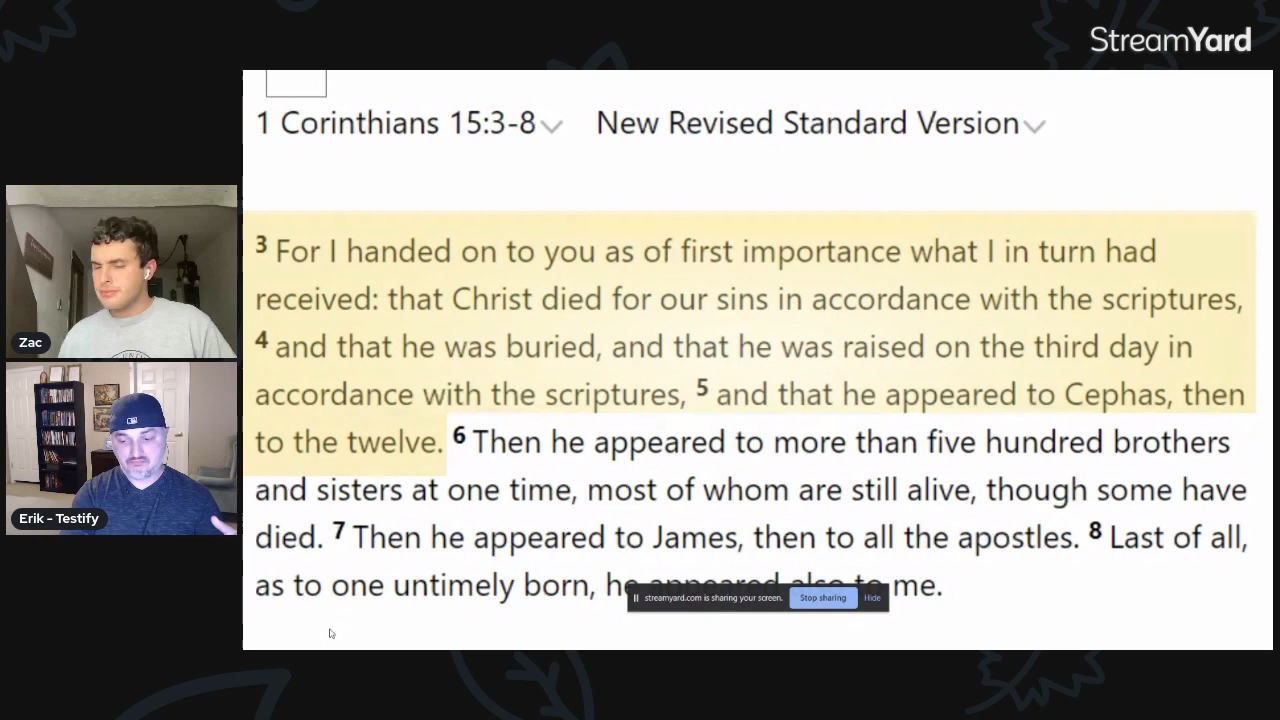 StreamYard
1 Corinthians 15:3-8 New Revised Standard Version
3 For I handed on to you as of first importance what I in turn had
received: that Christ died for our sins in accordance with the scriptures,
4 and that he was buried, and that he was raised on the third day in
accordance with the scriptures, 5 and that he appeared to Cephas, then
to the twelve. 6 Then he appeared to more than five hundred brothers
and sisters at one time, most of whom are still alive, though some have
died. 7 Then he appeared to James, then to all the apostles. 8 Last of all,
as to one untimely born, he appeared also to me.
streamyard.com is sharing your screen. Stop sharing Hide
Zac
Erik - Testify